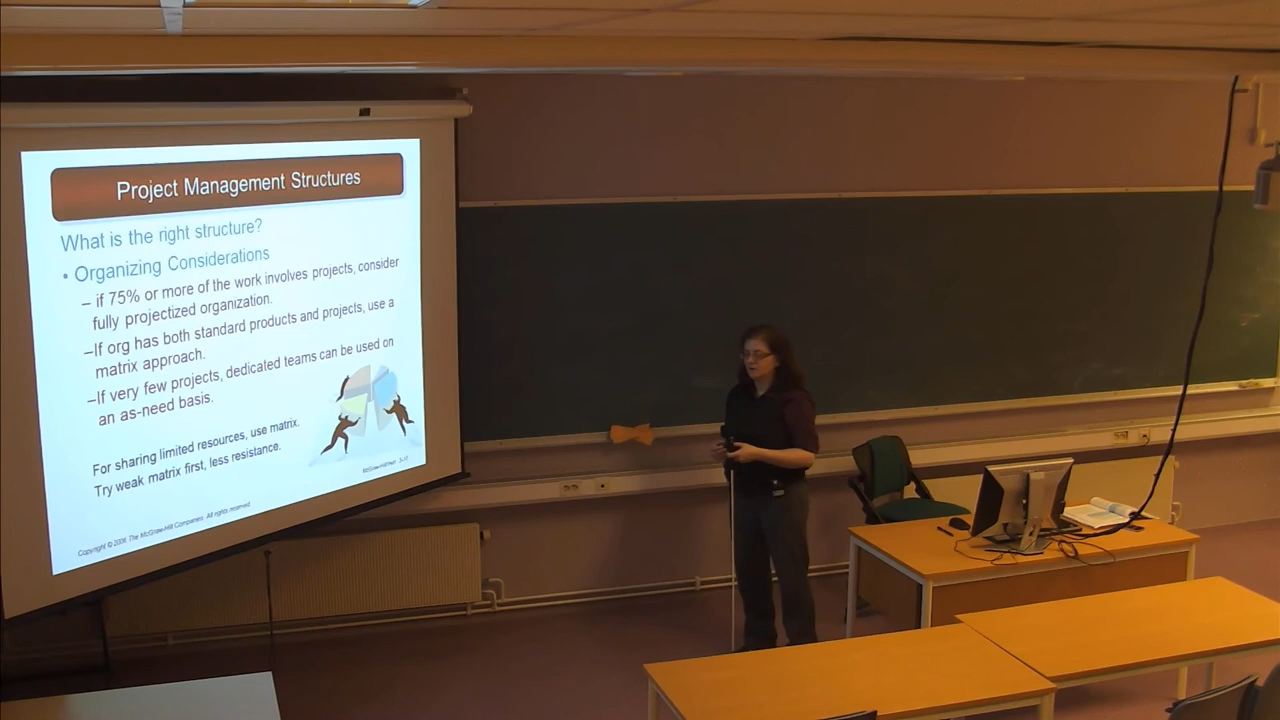 Project Management Structures
What is the right structure?
• Organizing Considerations
– if 75% or more of the work involves projects, consider
fully projectized organization.
–If org has both standard products and projects, use a
matrix approach.
–If very few projects, dedicated teams can be used on
an as-need basis.
For sharing limited resources, use matrix.
Try weak matrix first, less resistance.
Copyright © 2006 The McGraw-Hill Companies. All rights reserved